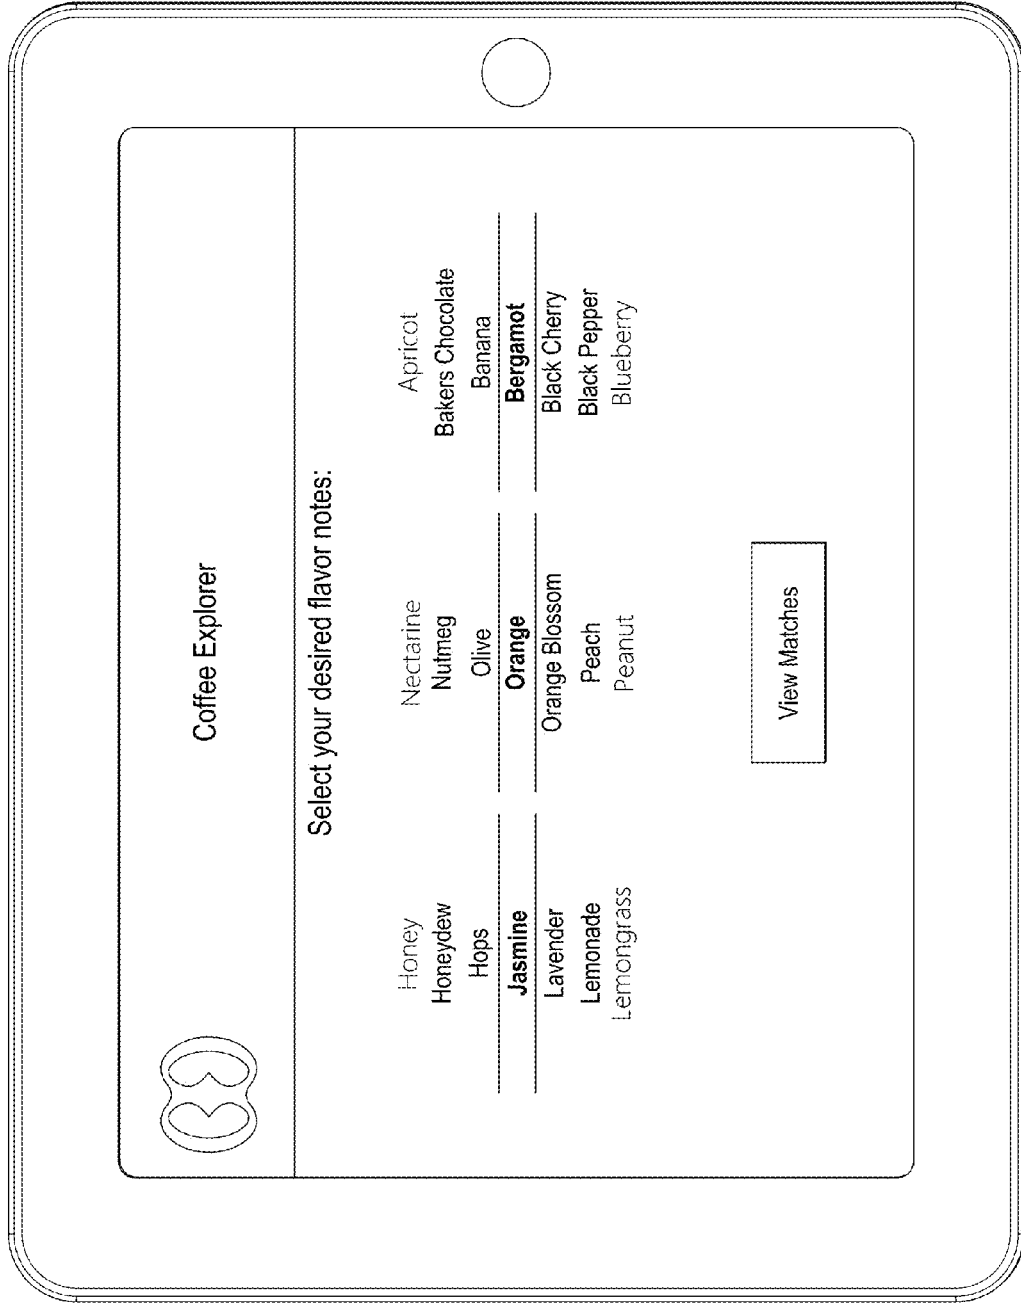 Coffee Explorer
Select your desired flavor notes:
Honey
Honeydew
Hops
Jasmine
Lavender
Lemonade
Lemongrass
Nectarine
Nutmeg
Olive
Orange
Orange Blossom
Peach
Peanut
Apricot
Bakers Chocolate
Banana
Bergamot
Black Cherry
Black Pepper
Blueberry
View Matches